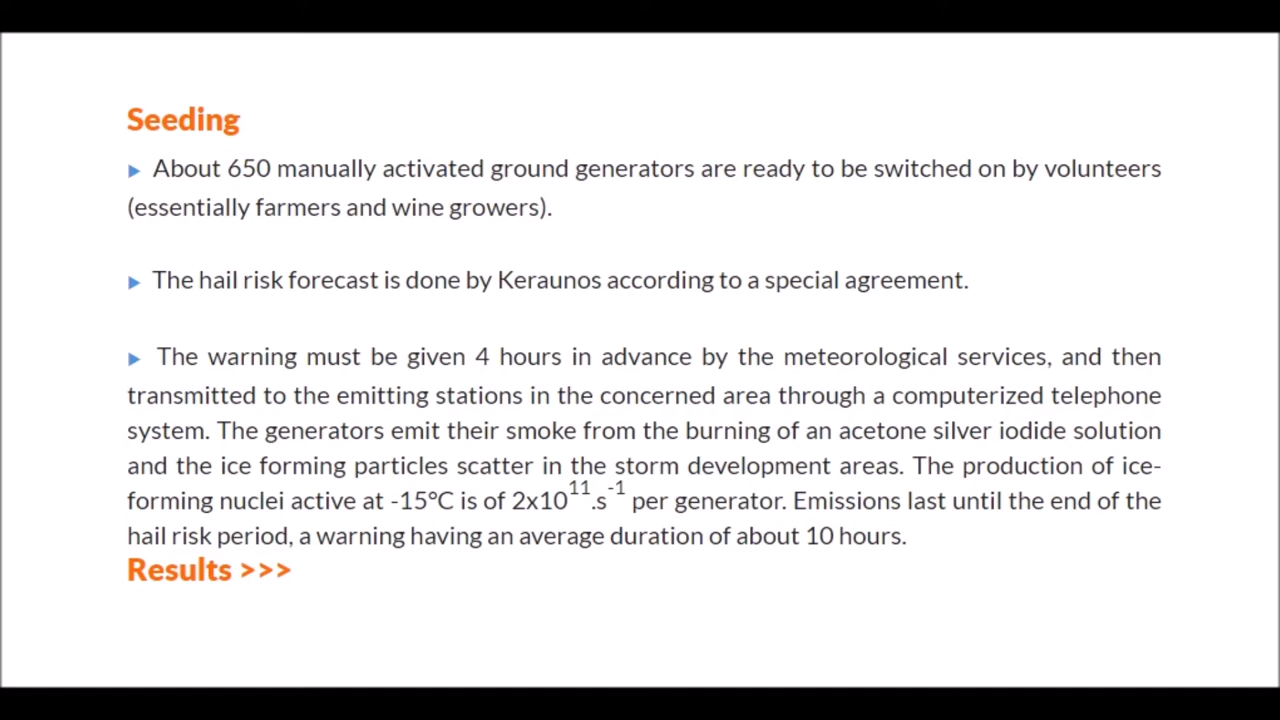 Seeding
▶ About 650 manually activated ground generators are ready to be switched on by volunteers
(essentially farmers and wine growers).
▶ The hail risk forecast is done by Keraunos according to a special agreement.
▶ The warning must be given 4 hours in advance by the meteorological services, and then
transmitted to the emitting stations in the concerned area through a computerized telephone
system. The generators emit their smoke from the burning of an acetone silver iodide solution
and the ice forming particles scatter in the storm development areas. The production of ice-
forming nuclei active at -15°C is of 2x10¹¹.s⁻¹ per generator. Emissions last until the end of the
hail risk period, a warning having an average duration of about 10 hours.
Results >>>